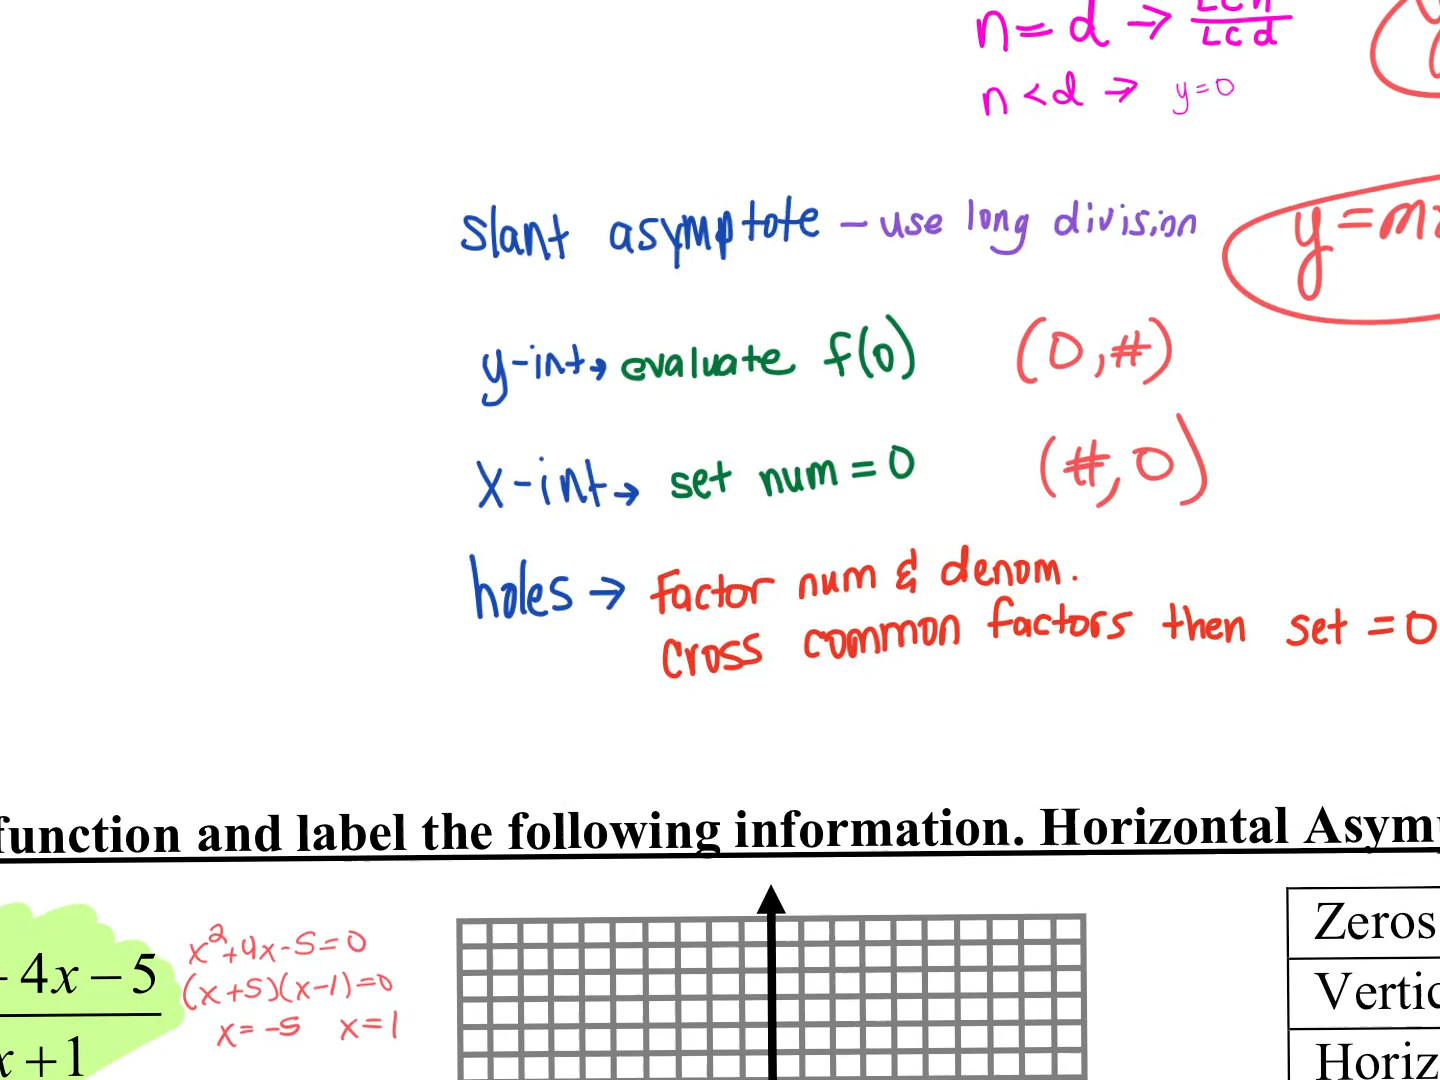 n = d → LC n / LC d
n < d → y = 0
slant asymptote – use long division
y = m
y-int → evaluate f(0) (0, #)
x-int → set num = 0 (#, 0)
holes → factor num & denom.
cross common factors then set = 0
function and label the following information. Horizontal Asym
Zeros
x² + 4x - 5 = 0
4x − 5
(x + 5)(x - 1) = 0
x = -5 x = 1
Vertic
x + 1
Horiz